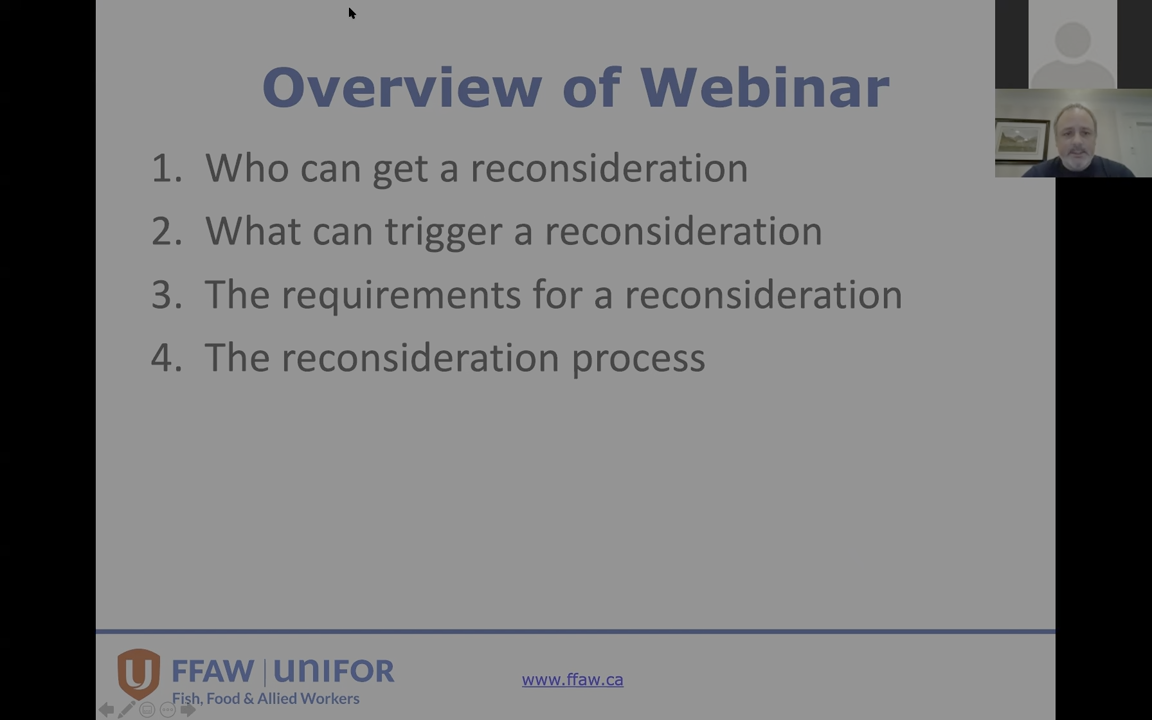 Overview of Webinar
1. Who can get a reconsideration
2. What can trigger a reconsideration
3. The requirements for a reconsideration
4. The reconsideration process
FFAW | UNIFOR
Fish, Food & Allied Workers
www.ffaw.ca